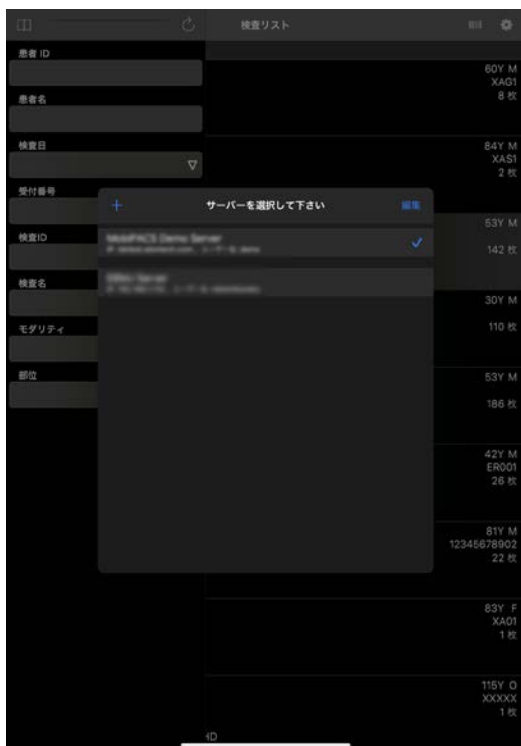 検査リスト
患者 ID
患者名
検査日
受付番号
検査ID
検査名
モダリティ
部位
サーバーを選択して下さい
編集
60Y M
XAG1
8 枚
84Y M
XAS1
2 枚
53Y M
142 枚
30Y M
110 枚
53Y M
186 枚
42Y M
ER001
26 枚
81Y M
12345678902
22 枚
83Y F
XA01
1 枚
115Y O
XXXXX
1 枚